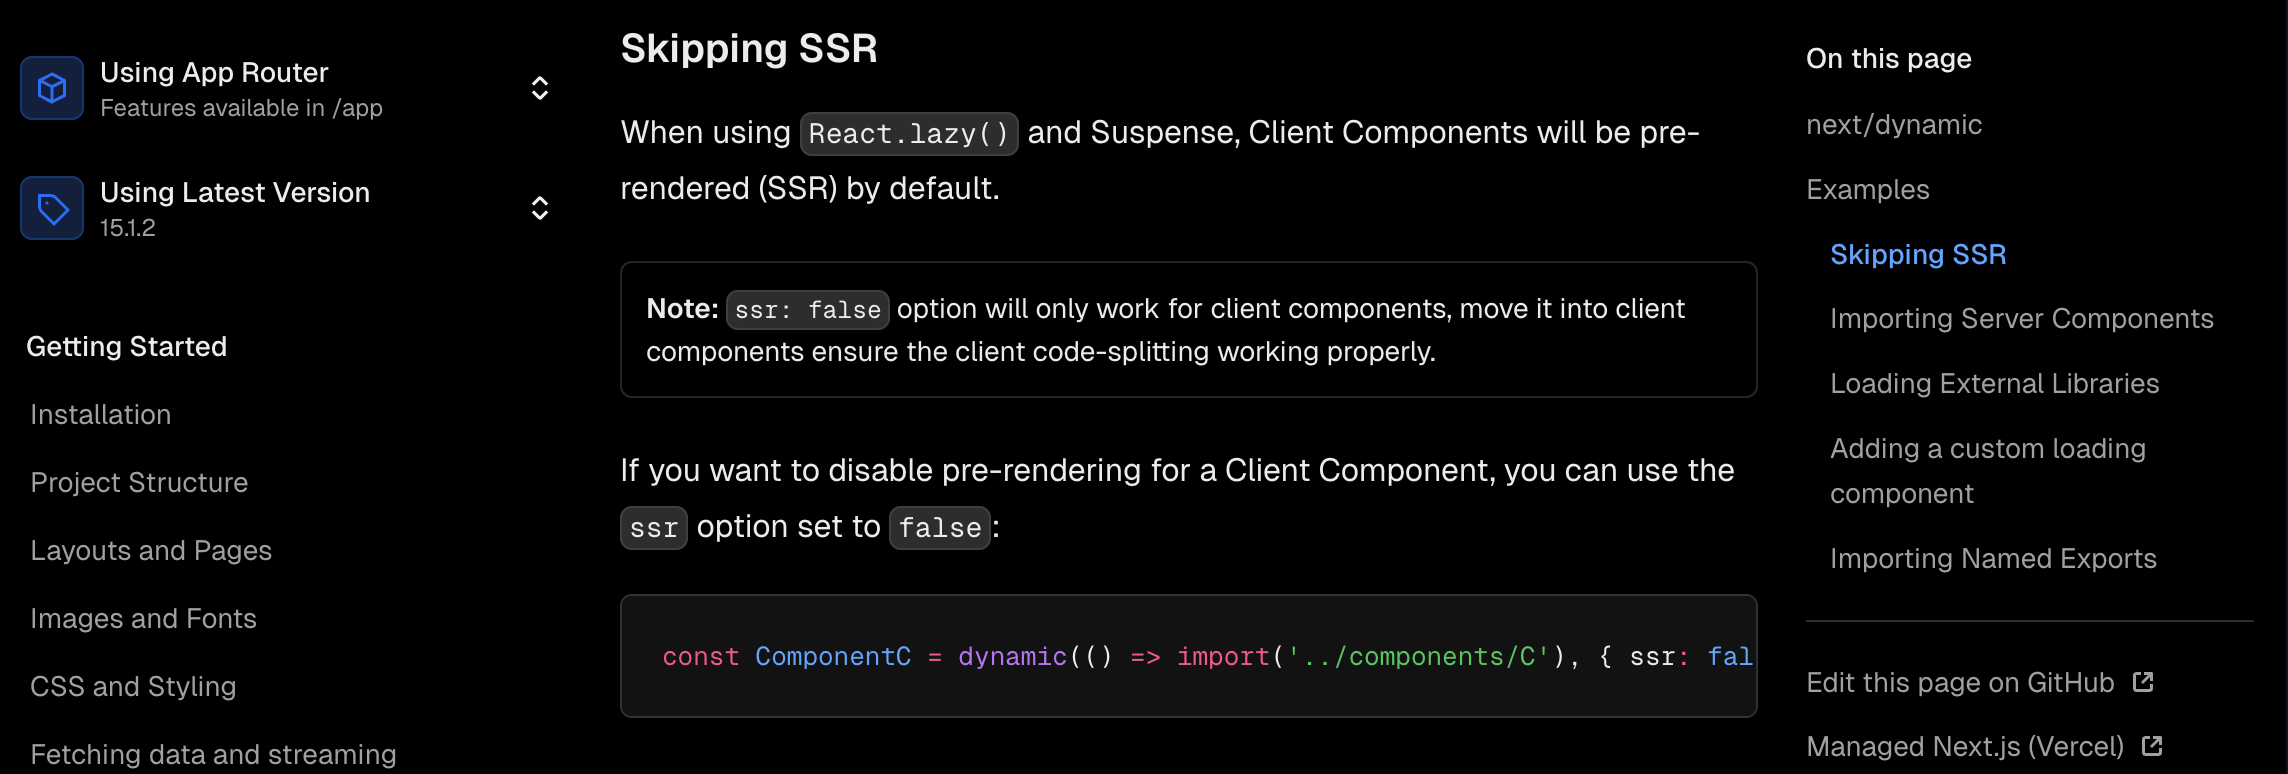 Using App Router
Features available in /app
Using Latest Version
15.1.2
Getting Started
Installation
Project Structure
Layouts and Pages
Images and Fonts
CSS and Styling
Fetching data and streaming
Skipping SSR
When using React.lazy() and Suspense, Client Components will be pre-
rendered (SSR) by default.
Note: ssr: false option will only work for client components, move it into client
components ensure the client code-splitting working properly.
If you want to disable pre-rendering for a Client Component, you can use the
ssr option set to false:
const ComponentC = dynamic(() => import('../components/C'), { ssr: fal
On this page
next/dynamic
Examples
Skipping SSR
Importing Server Components
Loading External Libraries
Adding a custom loading
component
Importing Named Exports
Edit this page on GitHub
Managed Next.js (Vercel)